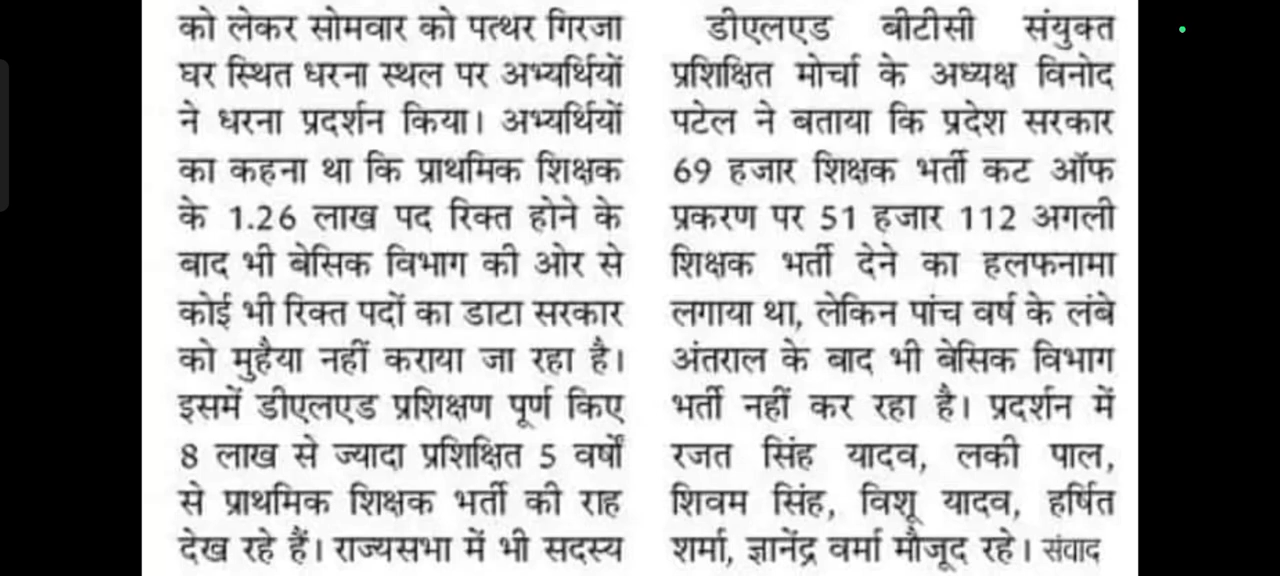 को लेकर सोमवार को पत्थर गिरजा
घर स्थित धरना स्थल पर अभ्यर्थियों
ने धरना प्रदर्शन किया। अभ्यर्थियों
का कहना था कि प्राथमिक शिक्षक
के 1.26 लाख पद रिक्त होने के
बाद भी बेसिक विभाग की ओर से
कोई भी रिक्त पदों का डाटा सरकार
को मुहैया नहीं कराया जा रहा है।
इसमें डीएलएड प्रशिक्षण पूर्ण किए
8 लाख से ज्यादा प्रशिक्षित 5 वर्षों
से प्राथमिक शिक्षक भर्ती की राह
देख रहे हैं। राज्यसभा में भी सदस्य
डीएलएड बीटीसी संयुक्त
प्रशिक्षित मोर्चा के अध्यक्ष विनोद
पटेल ने बताया कि प्रदेश सरकार
69 हजार शिक्षक भर्ती कट ऑफ
प्रकरण पर 51 हजार 112 अगली
शिक्षक भर्ती देने का हलफनामा
लगाया था, लेकिन पांच वर्ष के लंबे
अंतराल के बाद भी बेसिक विभाग
भर्ती नहीं कर रहा है। प्रदर्शन में
रजत सिंह यादव, लकी पाल,
शिवम सिंह, विशू यादव, हर्षित
शर्मा, ज्ञानेंद्र वर्मा मौजूद रहे। संवाद